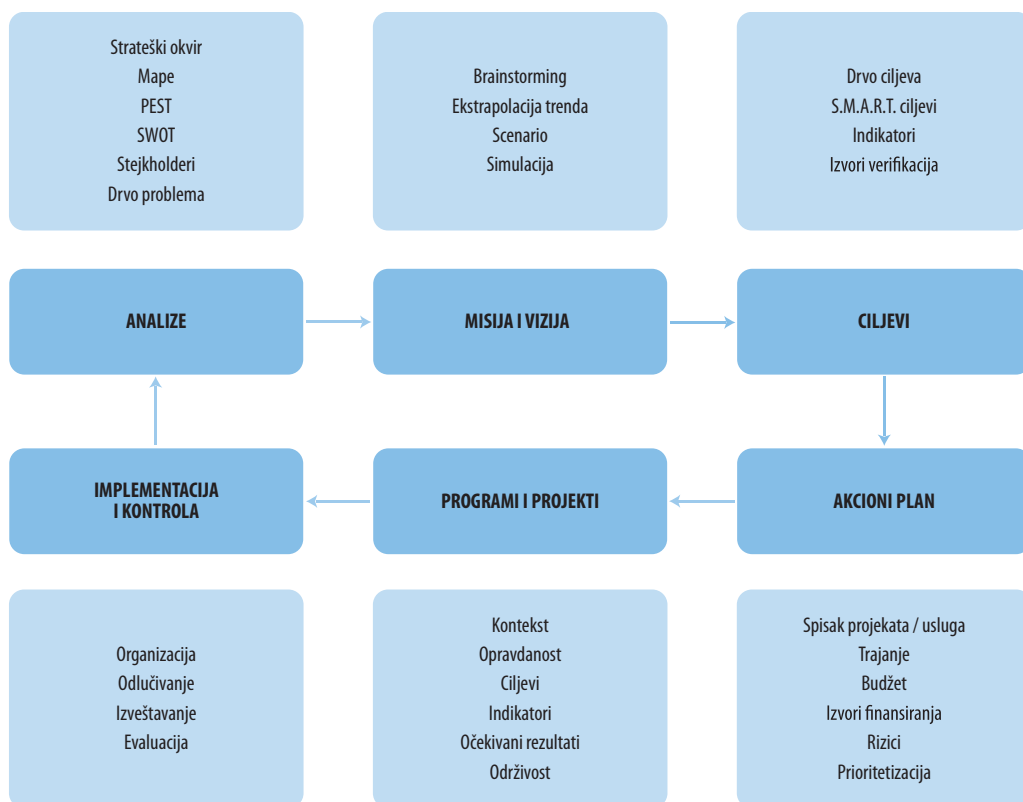 Strateški okvir
Mape
PEST
SWOT
Stejkholderi
Drvo problema
Brainstorming
Ekstrapolacija trenda
Scenario
Simulacija
Drvo ciljeva
S.M.A.R.T. ciljevi
Indikatori
Izvori verifikacija
ANALIZE
MISIJA I VIZIJA
CILJEVI
IMPLEMENTACIJA
I KONTROLA
PROGRAMI I PROJEKTI
AKCIONI PLAN
Organizacija
Odlučivanje
Izveštavanje
Evaluacija
Kontekst
Opravdanost
Ciljevi
Indikatori
Očekivani rezultati
Održivost
Spisak projekata / usluga
Trajanje
Budžet
Izvori finansiranja
Rizici
Prioritetizacija